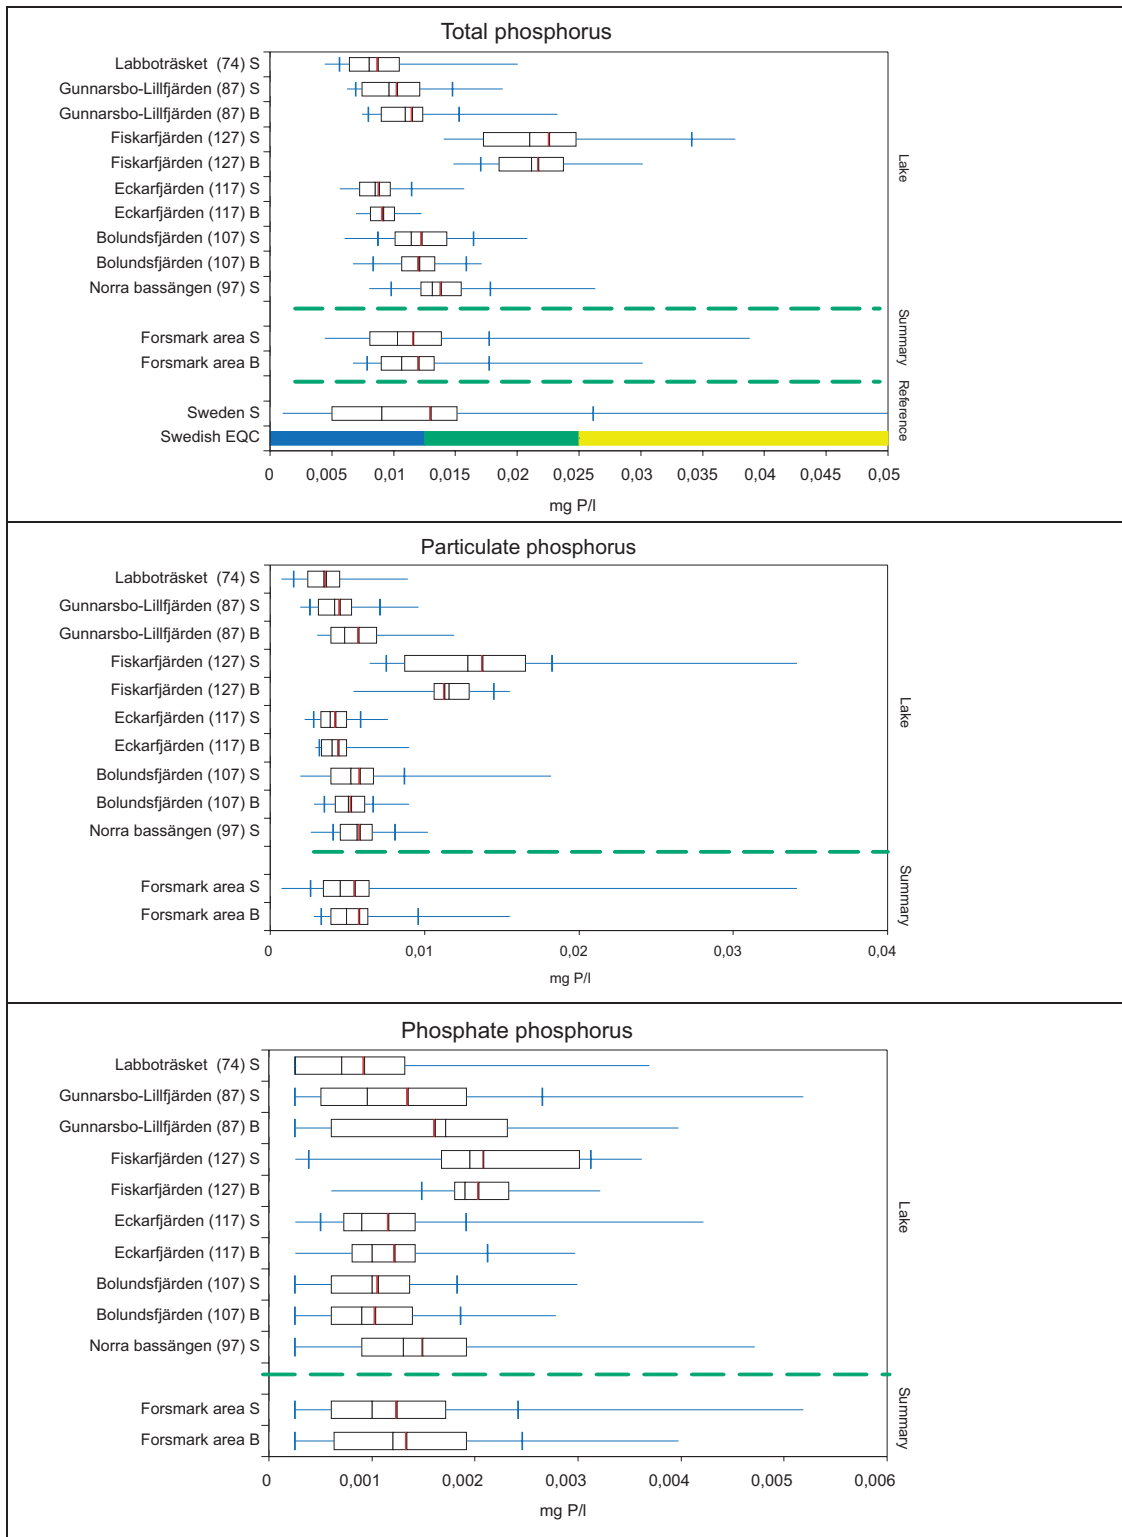 Total phosphorus
Labboträsket (74) S
Gunnarsbo-Lillfjärden (87) S
Gunnarsbo-Lillfjärden (87) B
Fiskarfjärden (127) S
Fiskarfjärden (127) B
Eckarfjärden (117) S
Eckarfjärden (117) B
Bolundsfjärden (107) S
Bolundsfjärden (107) B
Norra bassängen (97) S
Lake
Forsmark area S
Forsmark area B
Summary
Sweden S
Swedish EQC
Reference
0 0,005 0,01 0,015 0,02 0,025 0,03 0,035 0,04 0,045 0,05
mg P/l
Particulate phosphorus
Labboträsket (74) S
Gunnarsbo-Lillfjärden (87) S
Gunnarsbo-Lillfjärden (87) B
Fiskarfjärden (127) S
Fiskarfjärden (127) B
Eckarfjärden (117) S
Eckarfjärden (117) B
Bolundsfjärden (107) S
Bolundsfjärden (107) B
Norra bassängen (97) S
Lake
Forsmark area S
Forsmark area B
Summary
0 0,01 0,02 0,03 0,04
mg P/l
Phosphate phosphorus
Labboträsket (74) S
Gunnarsbo-Lillfjärden (87) S
Gunnarsbo-Lillfjärden (87) B
Fiskarfjärden (127) S
Fiskarfjärden (127) B
Eckarfjärden (117) S
Eckarfjärden (117) B
Bolundsfjärden (107) S
Bolundsfjärden (107) B
Norra bassängen (97) S
Lake
Forsmark area S
Forsmark area B
Summary
0 0,001 0,002 0,003 0,004 0,005 0,006
mg P/l